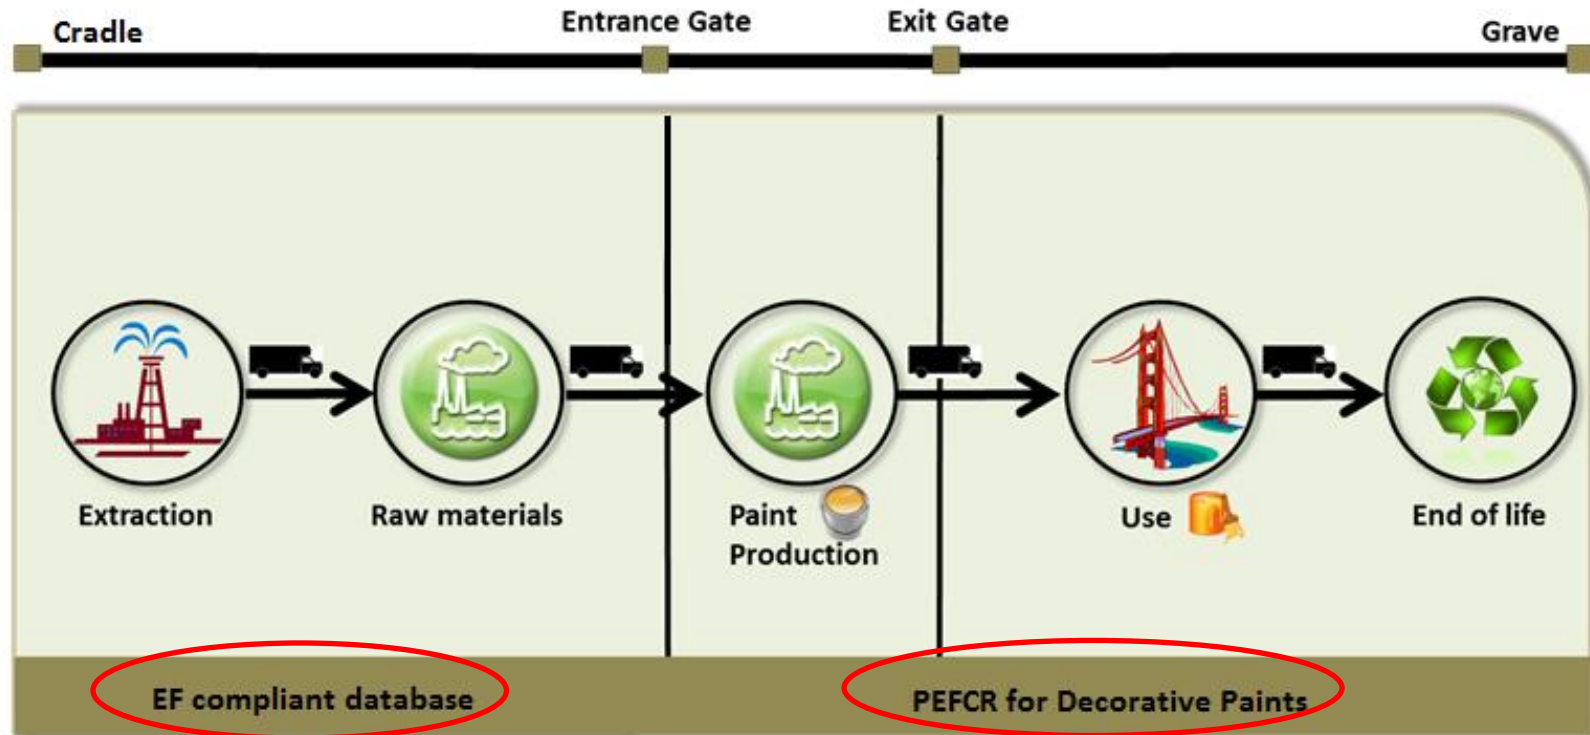 Cradle
Entrance Gate
Exit Gate
Grave
Extraction
Raw materials
Paint
Production
Use
End of life
EF compliant database
PEFCR for Decorative Paints